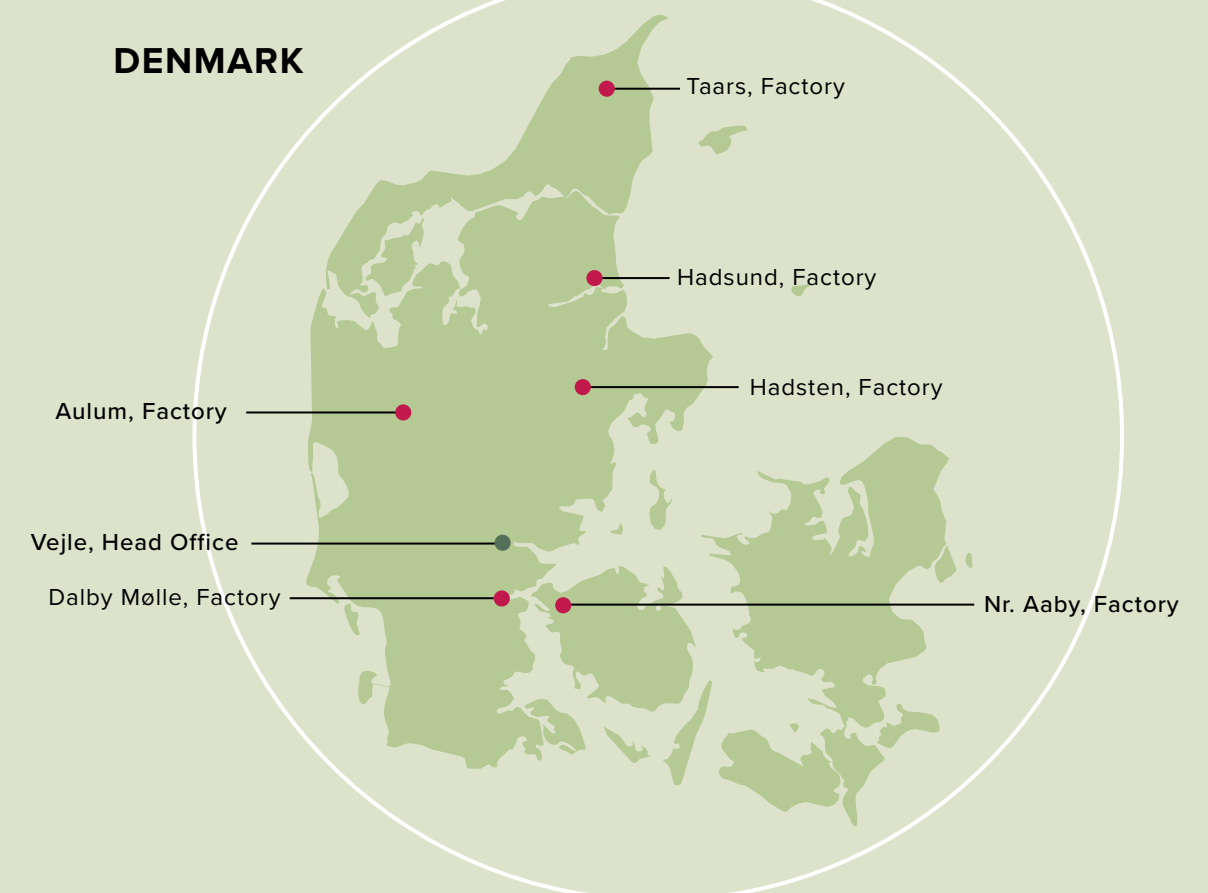 DENMARK
Taars, Factory
Hadsund, Factory
Hadsten, Factory
Aulum, Factory
Vejle, Head Office
Dalby Mølle, Factory
Nr. Aaby, Factory